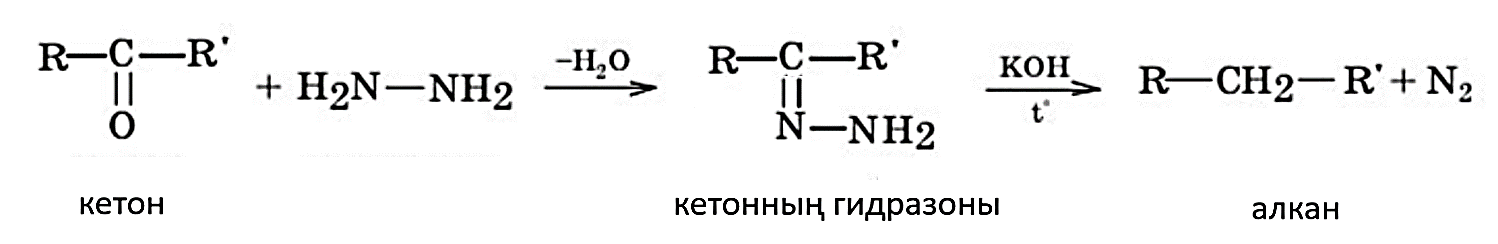 R—C—R' + H₂N—NH₂ –H₂O R—C—R' KOH t° R—CH₂—R' + N₂
O N—NH₂
кетон кетонның гидразоны алкан